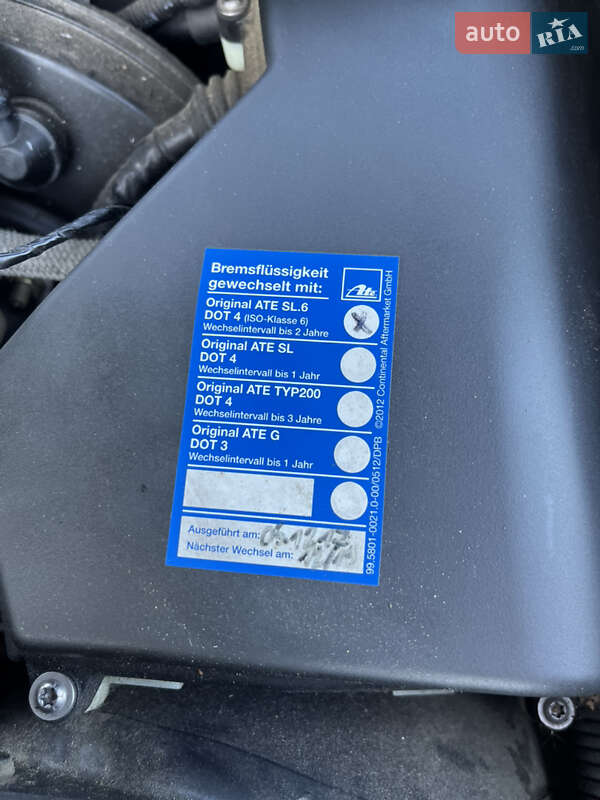 auto RIA
.com
Bremsflüssigkeit
gewechselt mit:
Ate
Original ATE SL.6
DOT 4 (ISO-Klasse 6)
Wechselintervall bis 2 Jahre
X
Original ATE SL
DOT 4
Wechselintervall bis 1 Jahr
Original ATE TYP200
DOT 4
Wechselintervall bis 3 Jahre
Original ATE G
DOT 3
Wechselintervall bis 1 Jahr
Ausgeführt am:
Nächster Wechsel am:
99.5801-0021.0-00/0512/DPB ©2012 Continental Aftermarket GmbH